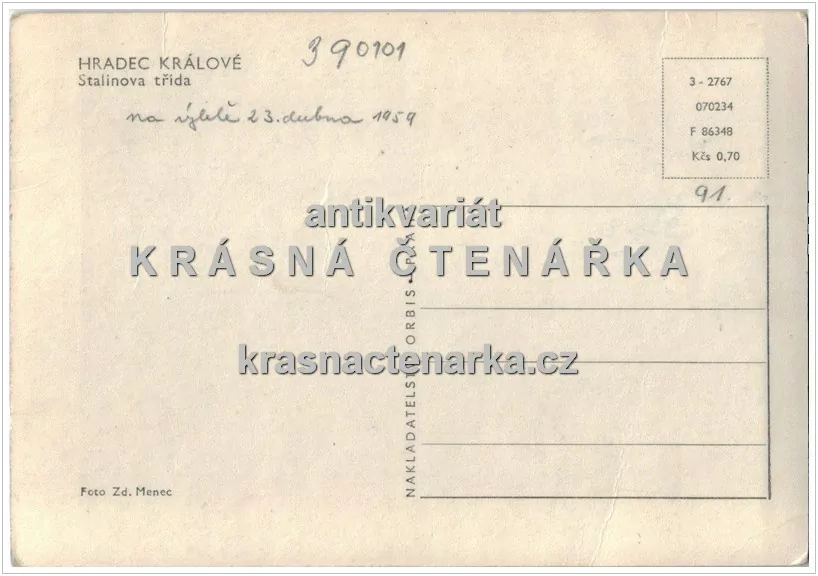 HRADEC KRÁLOVÉ
Stalinova třída
390101
na výletě 23. dubna 1959
3 - 2767
070234
F 86348
Kčs 0,70
91.
antikvariát
KRÁSNÁ ČTENÁŘKA
krasnactenarka.cz
NAKLADATELSTVÍ ORBIS - PRAHA
Foto Zd. Menec